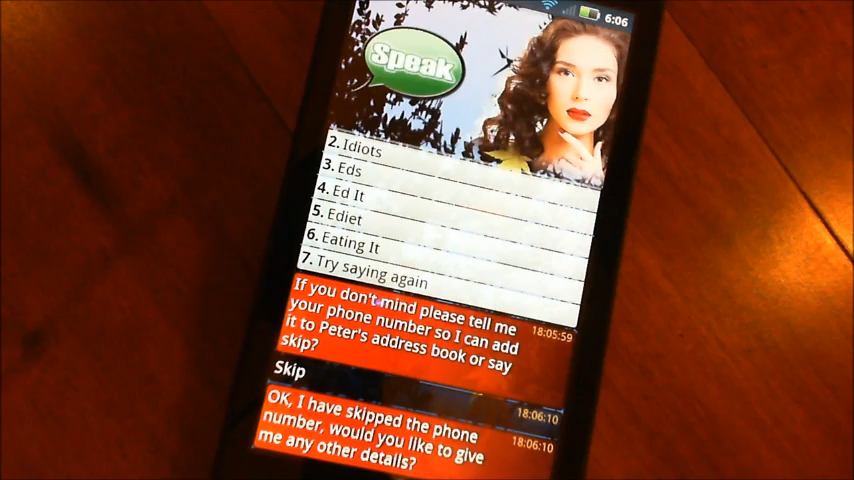 6:06
Speak
2. Idiots
3. Eds
4. Ed It
5. Ediet
6. Eating It
7. Try saying again
If you don't mind please tell me
your phone number so I can add
it to Peter's address book or say
skip?
18:05:59
Skip
18:06:10
OK, I have skipped the phone
number, would you like to give
me any other details?
18:06:10